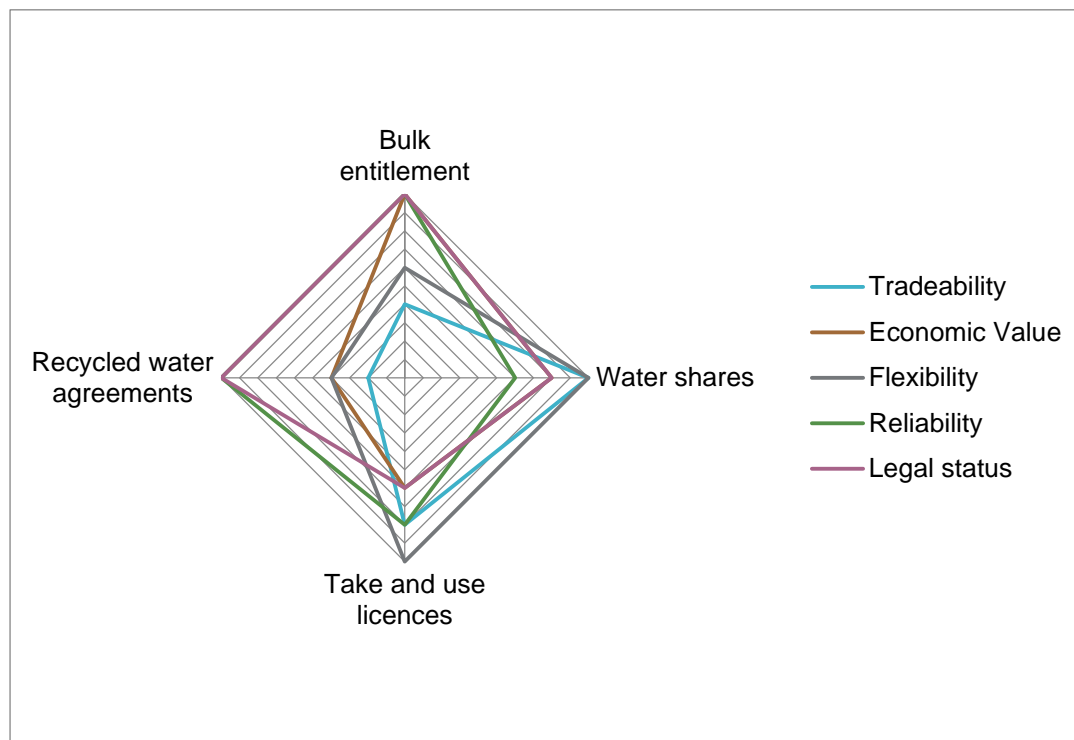 Bulk
entitlement
Recycled water
agreements
Water shares
Take and use
licences
Tradeability
Economic Value
Flexibility
Reliability
Legal status